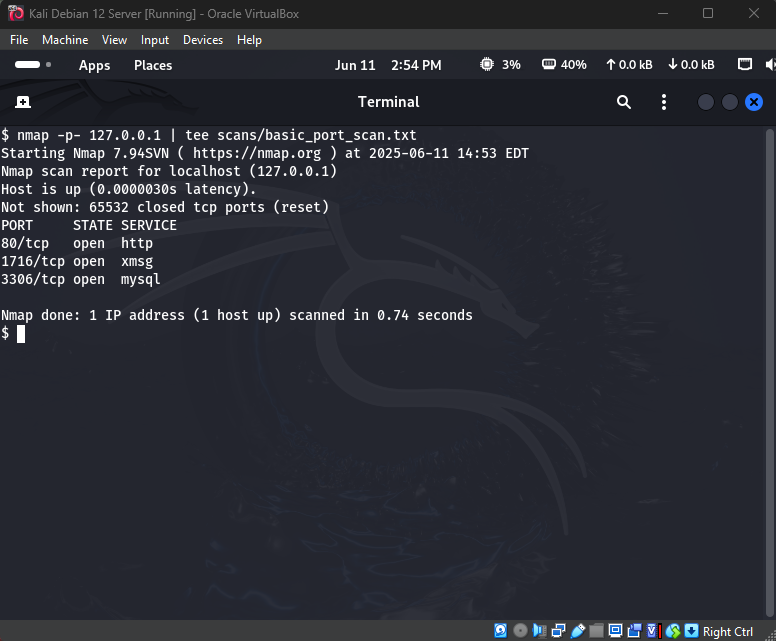 Kali Debian 12 Server [Running] - Oracle VirtualBox
File Machine View Input Devices Help
Apps Places Jun 11 2:54 PM 3% 40% ↑0.0 kB ↓0.0 kB
Terminal
$ nmap -p- 127.0.0.1 | tee scans/basic_port_scan.txt
Starting Nmap 7.94SVN ( https://nmap.org ) at 2025-06-11 14:53 EDT
Nmap scan report for localhost (127.0.0.1)
Host is up (0.0000030s latency).
Not shown: 65532 closed tcp ports (reset)
PORT     STATE SERVICE
80/tcp   open  http
1716/tcp open  xmsg
3306/tcp open  mysql
Nmap done: 1 IP address (1 host up) scanned in 0.74 seconds
$
Right Ctrl